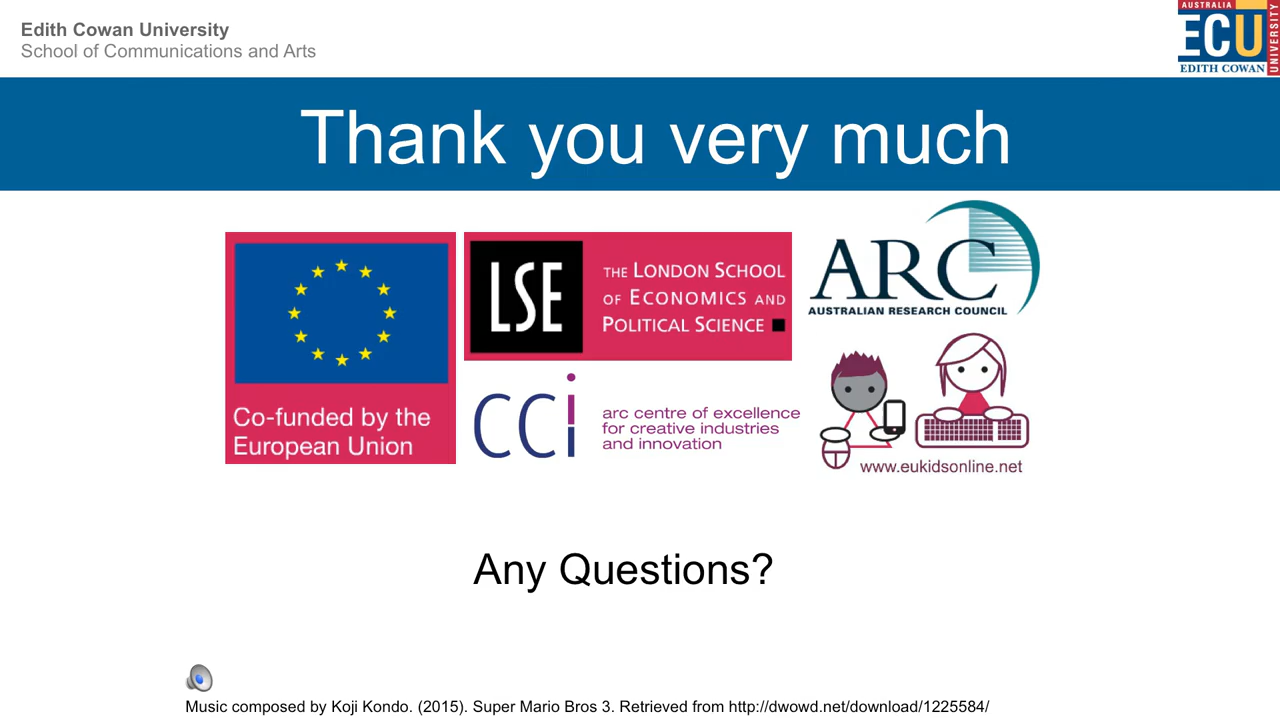 Edith Cowan University
School of Communications and Arts
AUSTRALIA
ECU
EDITH COWAN
UNIVERSITY
Thank you very much
Co-funded by the
European Union
LSE
THE LONDON SCHOOL
OF ECONOMICS AND
POLITICAL SCIENCE
ARC
AUSTRALIAN RESEARCH COUNCIL
cci
arc centre of excellence
for creative industries
and innovation
www.eukidsonline.net
Any Questions?
Music composed by Koji Kondo. (2015). Super Mario Bros 3. Retrieved from http://dwowd.net/download/1225584/